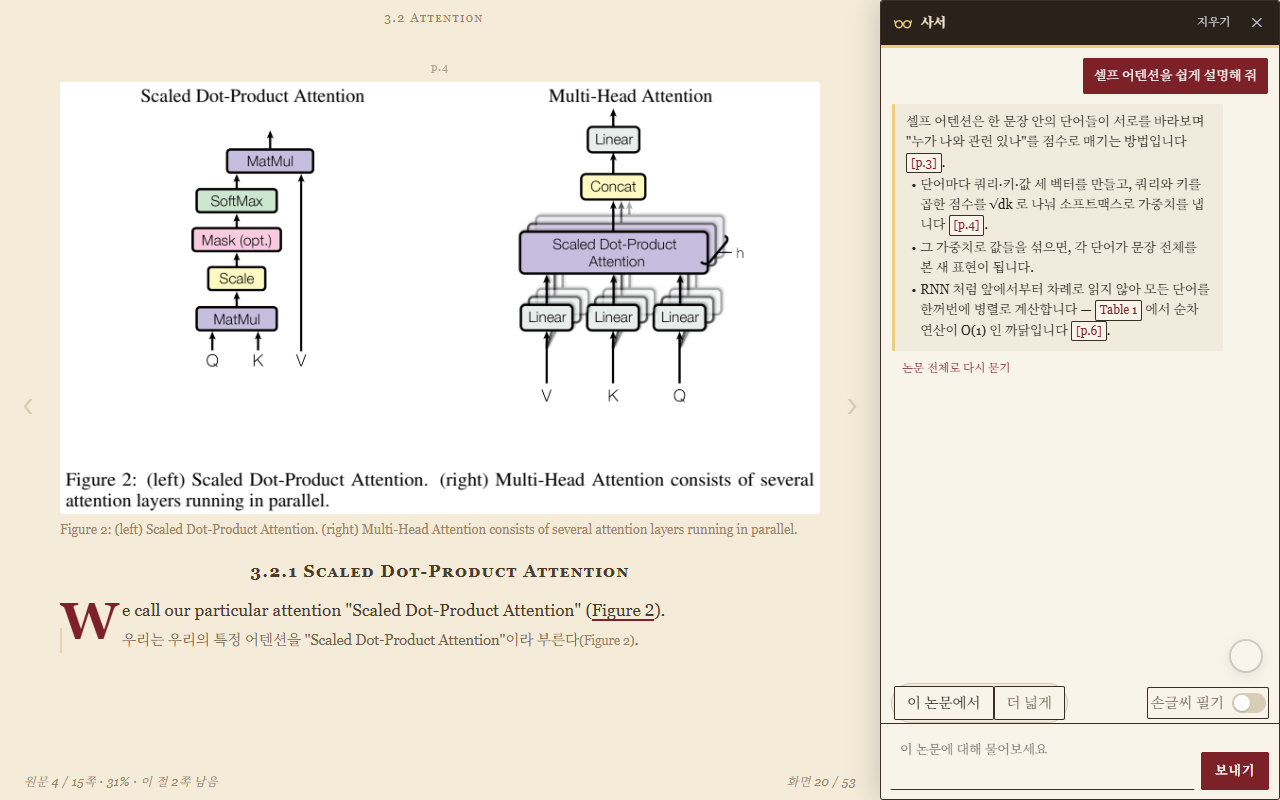 3.2 Attention
p.4
Scaled Dot-Product Attention
MatMul
SoftMax
Mask (opt.)
Scale
MatMul
Q K V
Multi-Head Attention
Linear
Concat
Scaled Dot-Product
Attention
h
Linear Linear Linear
V K Q
Figure 2: (left) Scaled Dot-Product Attention. (right) Multi-Head Attention consists of several
attention layers running in parallel.
Figure 2: (left) Scaled Dot-Product Attention. (right) Multi-Head Attention consists of several attention layers running in parallel.
3.2.1 Scaled Dot-Product Attention
We call our particular attention "Scaled Dot-Product Attention" (Figure 2).
우리는 우리의 특정 어텐션을 "Scaled Dot-Product Attention"이라 부른다(Figure 2).
원문 4 / 15쪽 · 31% · 이 절 2쪽 남음
화면 20 / 53
사서
지우기
셀프 어텐션을 쉽게 설명해 줘
셀프 어텐션은 한 문장 안의 단어들이 서로를 바라보며
"누가 나와 관련 있나"를 점수로 매기는 방법입니다
[p.3].
• 단어마다 쿼리·키·값 세 벡터를 만들고, 쿼리와 키를
곱한 점수를 √dk 로 나눠 소프트맥스로 가중치를 냅
니다 [p.4].
• 그 가중치로 값들을 섞으면, 각 단어가 문장 전체를
본 새 표현이 됩니다.
• RNN 처럼 앞에서부터 차례로 읽지 않아 모든 단어를
한꺼번에 병렬로 계산합니다 — Table 1 에서 순차
연산이 O(1) 인 까닭입니다 [p.6].
논문 전체로 다시 묻기
이 논문에서
더 넓게
손글씨 필기
이 논문에 대해 물어보세요
보내기